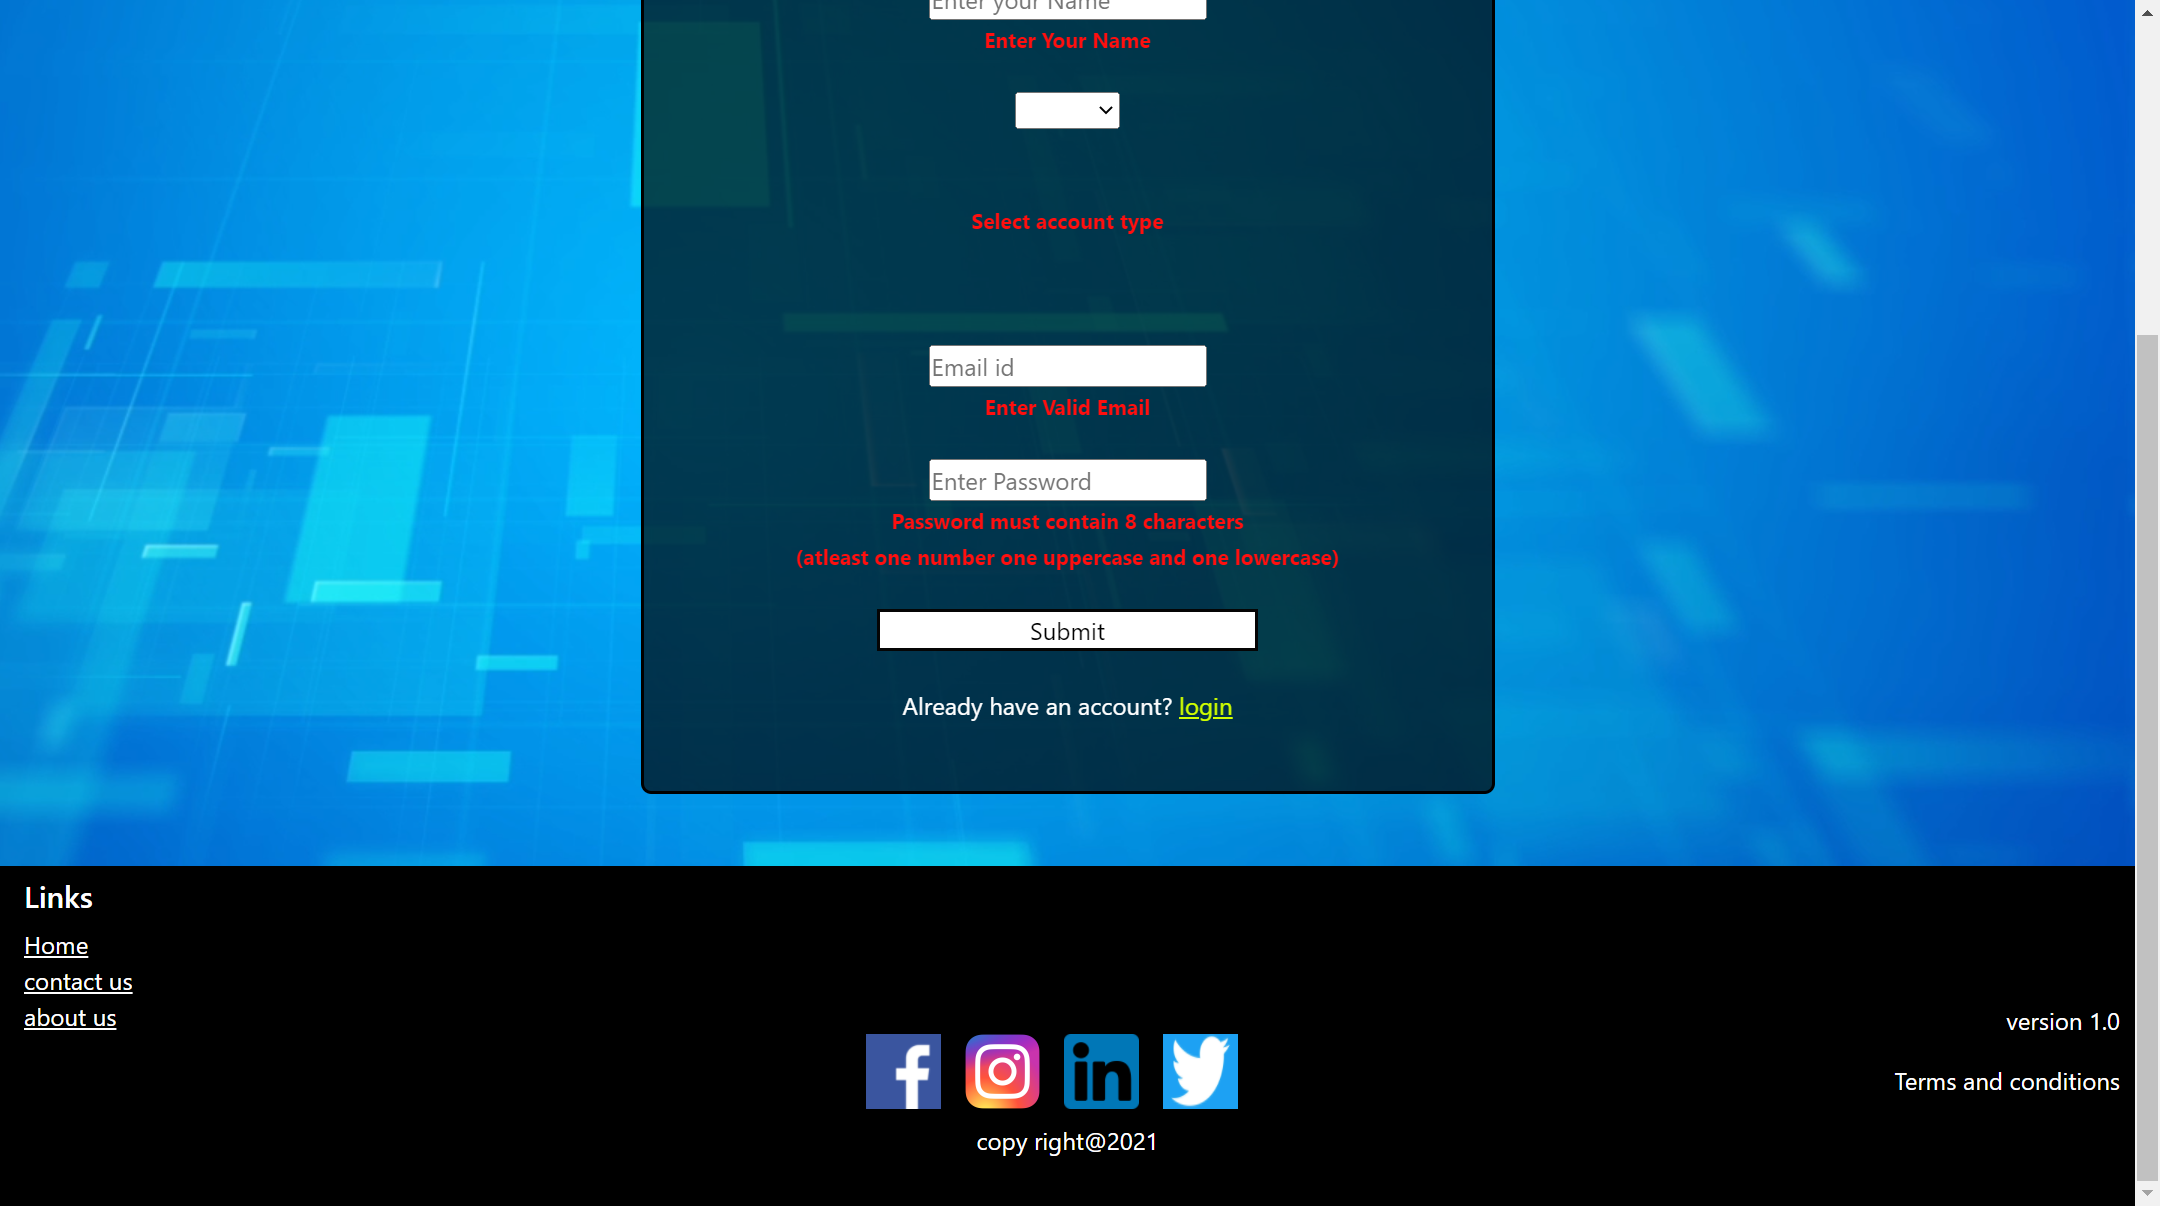 Enter your Name
Enter Your Name
Select account type
Email id
Enter Valid Email
Enter Password
Password must contain 8 characters
(atleast one number one uppercase and one lowercase)
Submit
Already have an account? login
Links
Home
contact us
about us
version 1.0
Terms and conditions
copy right@2021